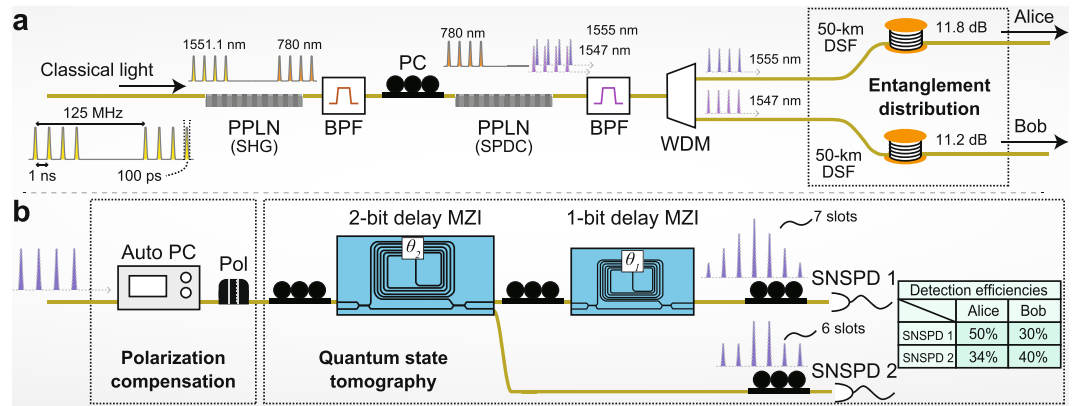 a
Classical light
1551.1 nm
780 nm
125 MHz
1 ns
100 ps
PPLN
(SHG)
BPF
PC
780 nm
1555 nm
1547 nm
PPLN
(SPDC)
BPF
WDM
1555 nm
1547 nm
50-km
DSF
11.8 dB
Alice
Entanglement
distribution
50-km
DSF
11.2 dB
Bob
b
Auto PC
Pol
Polarization
compensation
2-bit delay MZI
θ2
1-bit delay MZI
θ1
Quantum state
tomography
7 slots
SNSPD 1
6 slots
SNSPD 2
Detection efficiencies
Alice Bob
SNSPD 1 50% 30%
SNSPD 2 34% 40%